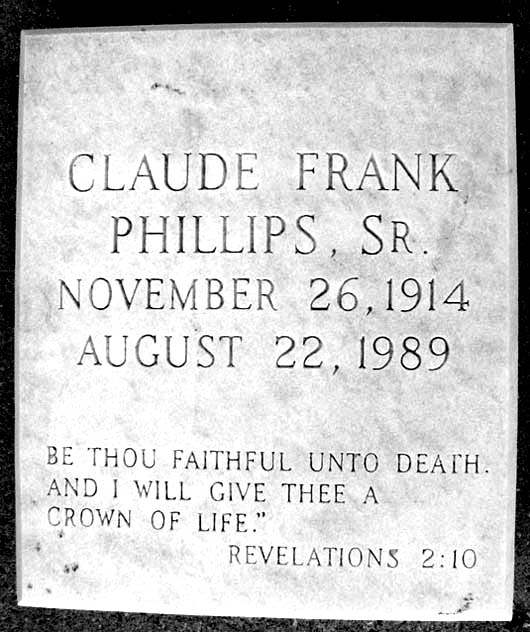 CLAUDE FRANK
PHILLIPS, SR.
NOVEMBER 26, 1914
AUGUST 22, 1989
BE THOU FAITHFUL UNTO DEATH.
AND I WILL GIVE THEE A
CROWN OF LIFE."
REVELATIONS 2:10